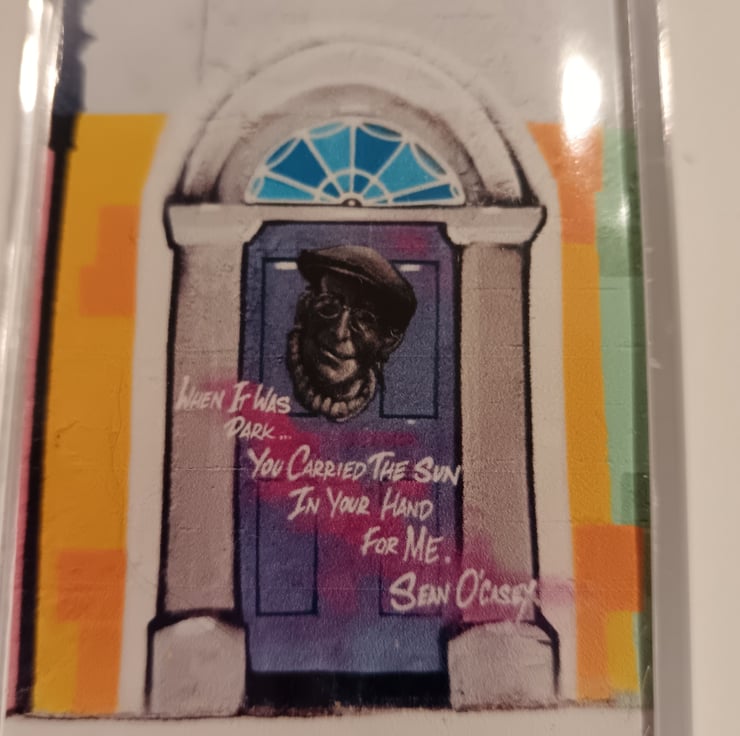 When It Was
Dark...
You Carried The Sun
In Your Hand
For Me.
Sean O'Casey